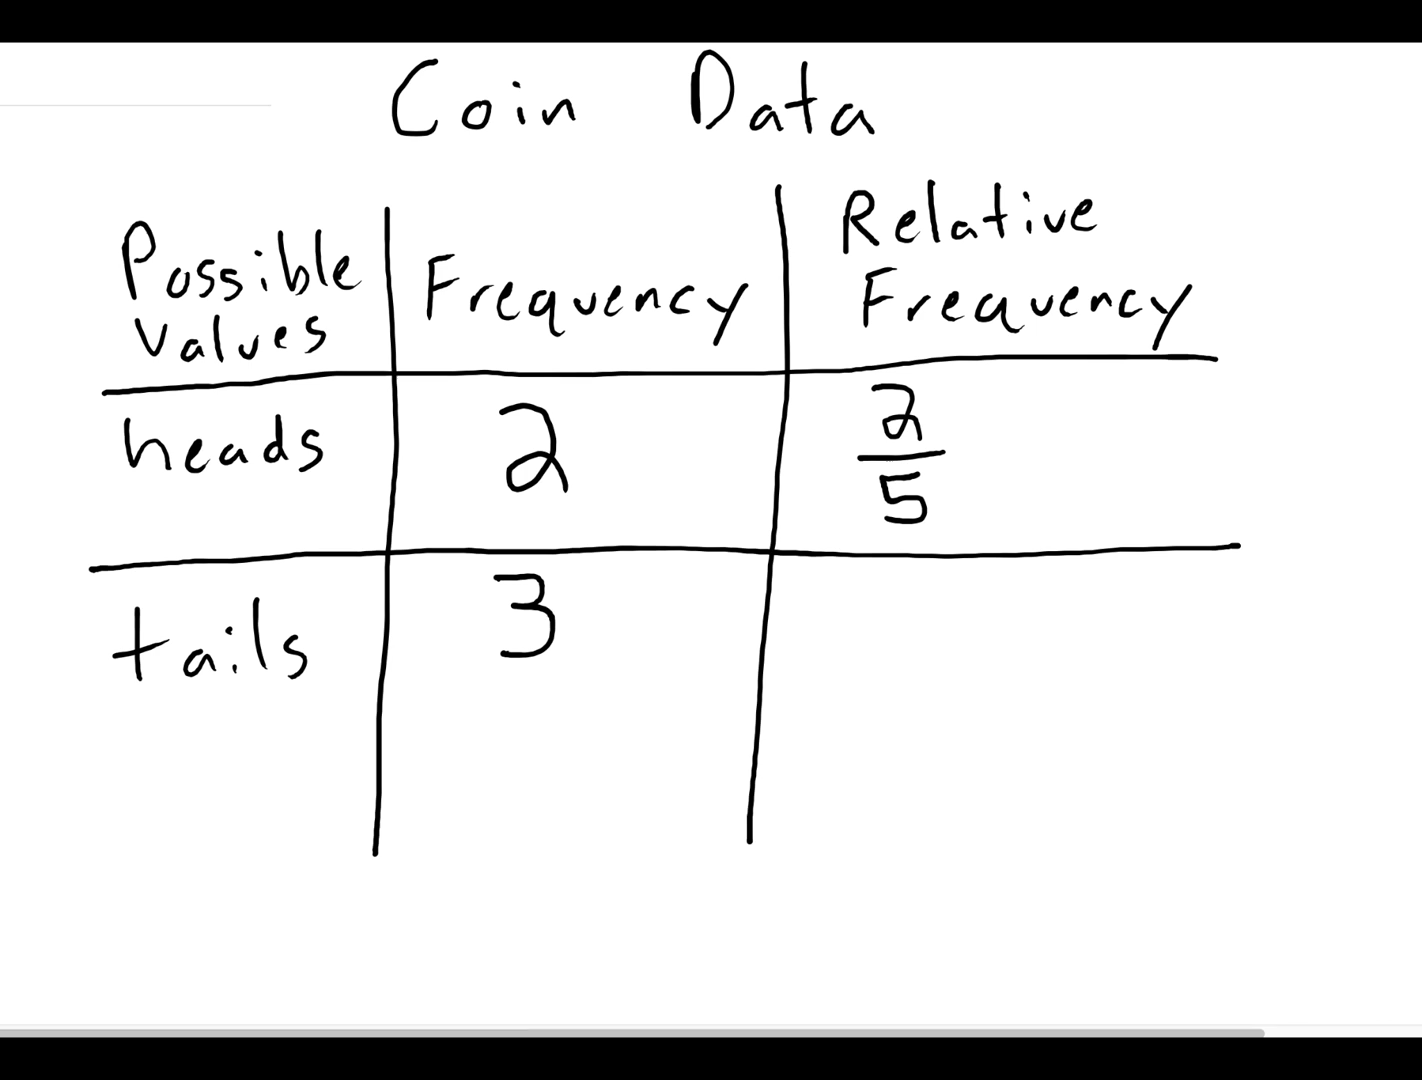 Coin Data
Possible
Values
Frequency
Relative
Frequency
heads
2
2
5
tails
3